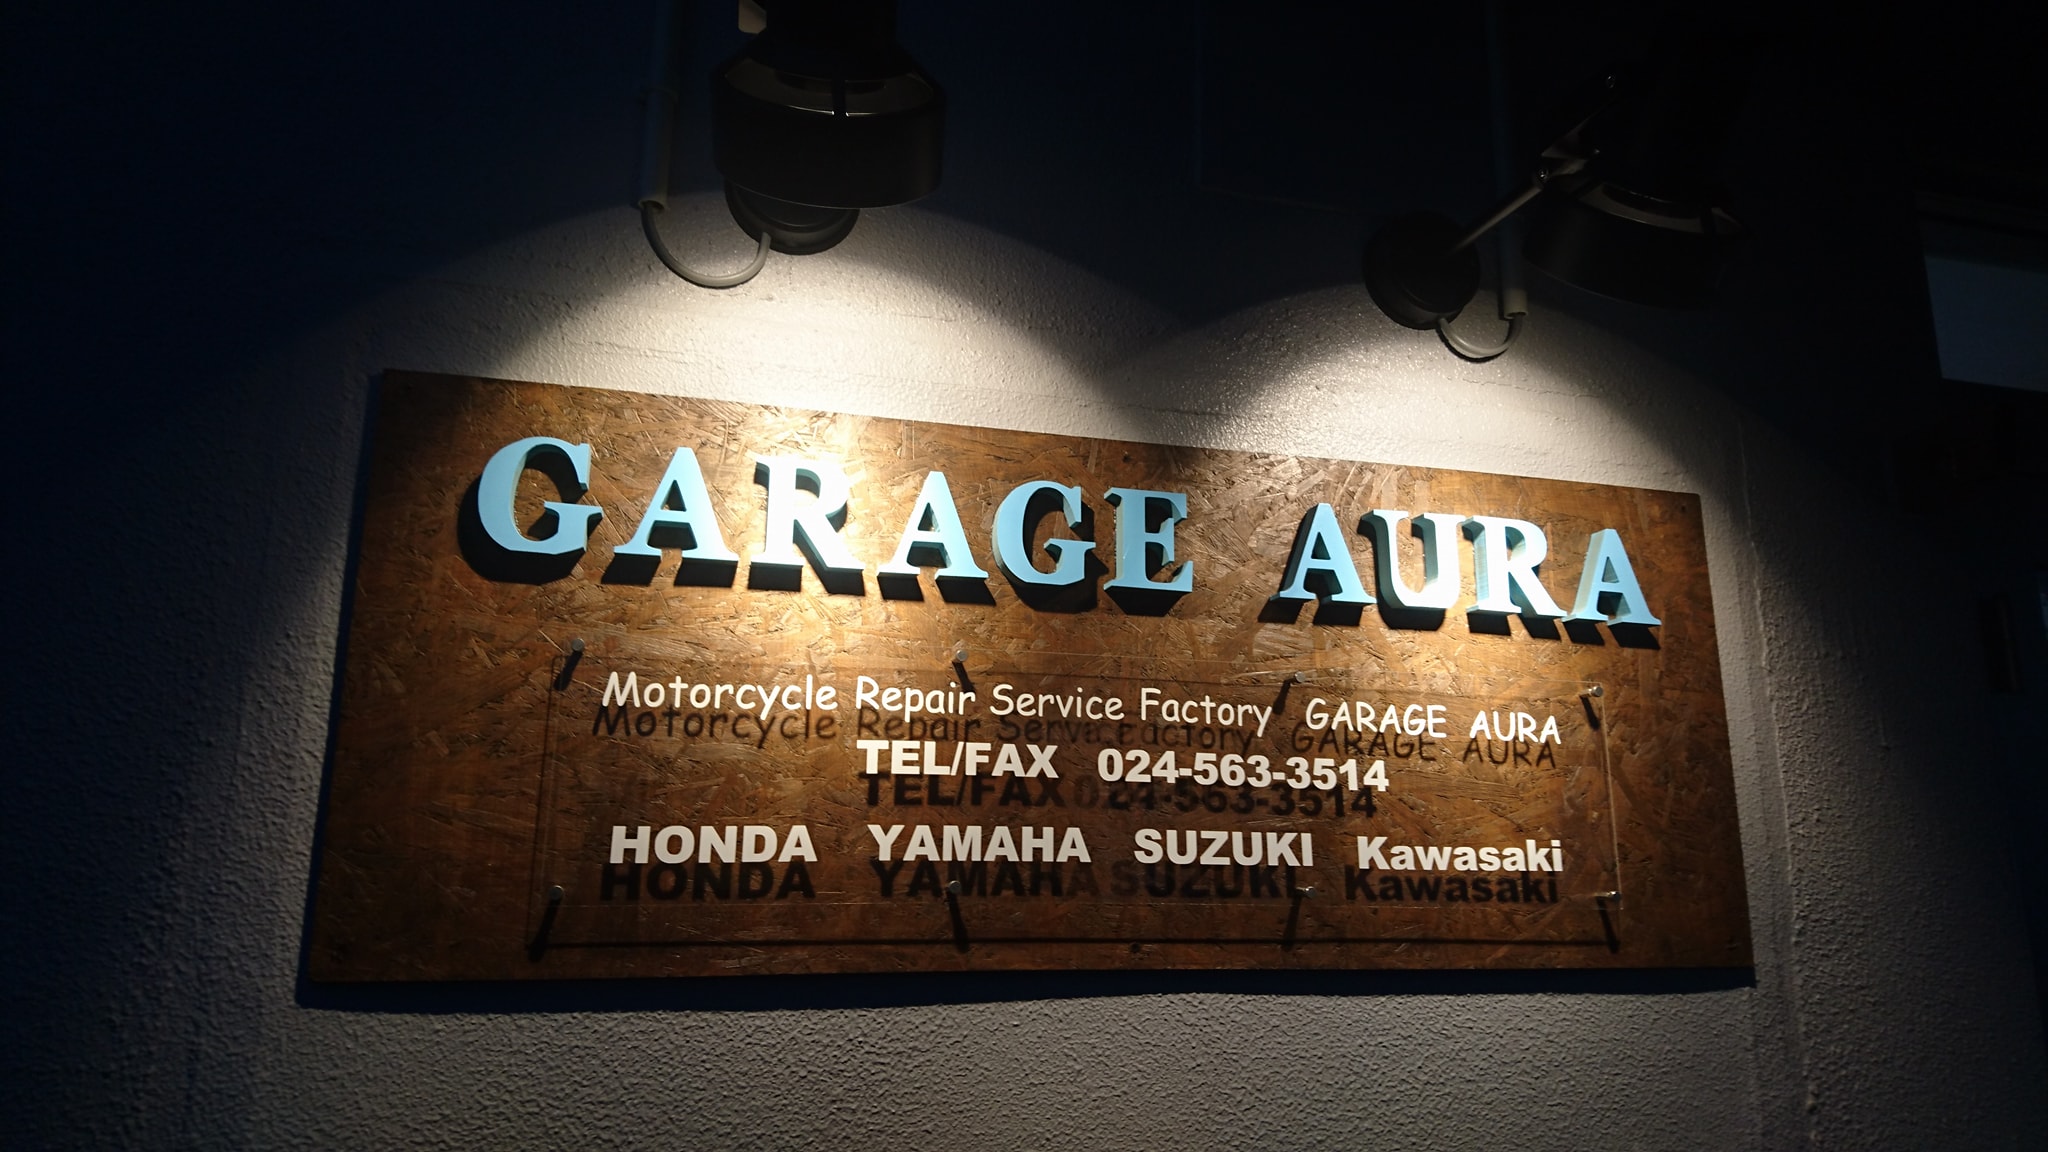 GARAGE AURA
Motorcycle Repair Service Factory GARAGE AURA
TEL/FAX 024-563-3514
HONDA YAMAHA SUZUKI Kawasaki